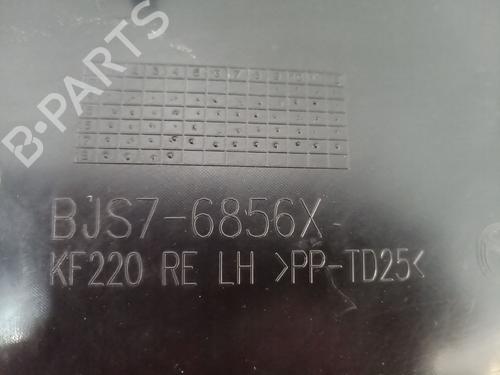 B-PARTS
BJS7-6856X
KF220 RE LH >PP-TD25<